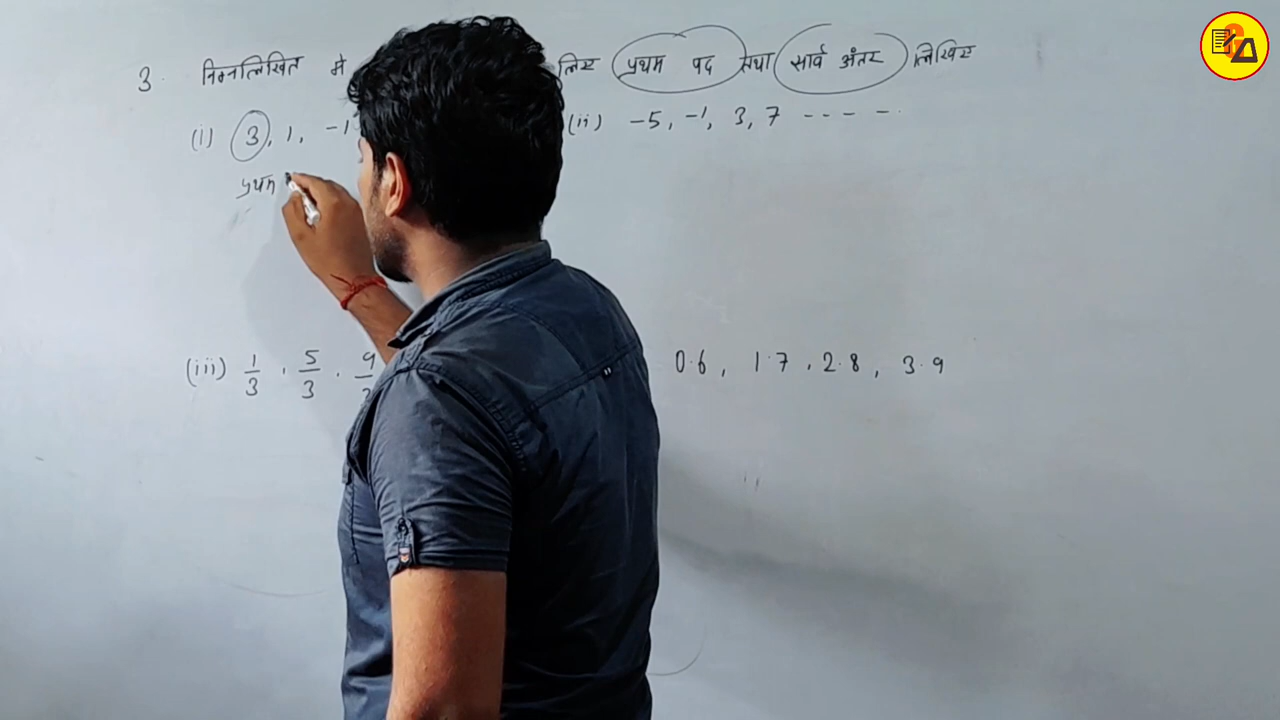 3. निम्नलिखित मे लिए प्रथम पद तथा सार्व अंतर लिखिए
(i) 3, 1, -1 (ii) -5, -1, 3, 7 - - - -
प्रथम
(iii) 1/3, 5/3, 9/ 0.6, 1.7, 2.8, 3.9